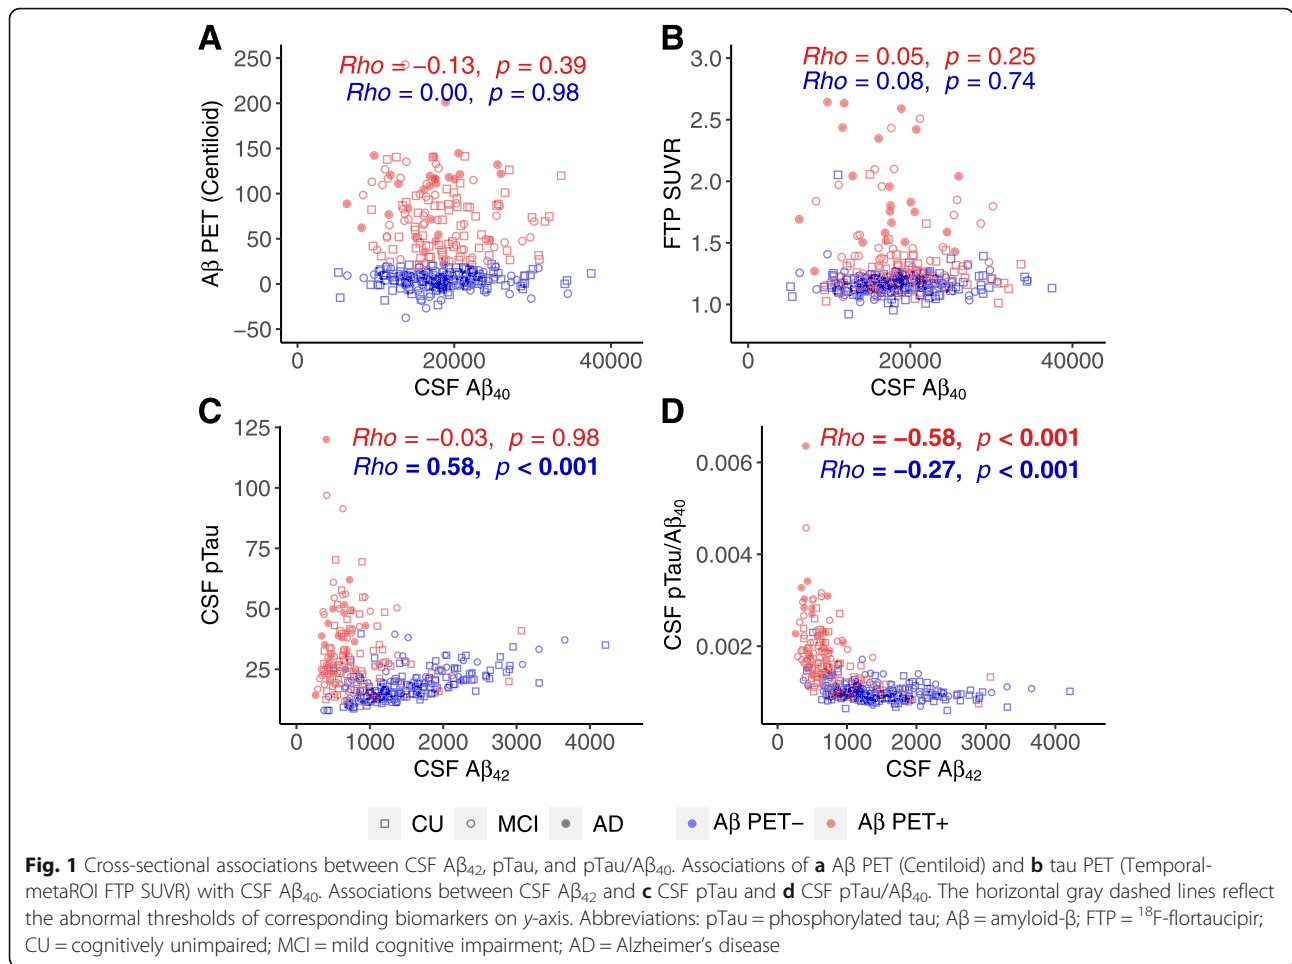 A
Rho = −0.13, p = 0.39
Rho = 0.00, p = 0.98
250
200
150
100
50
0
−50
Aβ PET (Centiloid)
0 20000 40000
CSF Aβ40
B
Rho = 0.05, p = 0.25
Rho = 0.08, p = 0.74
3.0
2.5
2.0
1.5
1.0
FTP SUVR
0 20000 40000
CSF Aβ40
C
Rho = −0.03, p = 0.98
Rho = 0.58, p < 0.001
125
100
75
50
25
CSF pTau
0 1000 2000 3000 4000
CSF Aβ42
D
Rho = −0.58, p < 0.001
Rho = −0.27, p < 0.001
0.006
0.004
0.002
CSF pTau/Aβ40
0 1000 2000 3000 4000
CSF Aβ42
CU MCI AD Aβ PET− Aβ PET+
Fig. 1 Cross-sectional associations between CSF Aβ42, pTau, and pTau/Aβ40. Associations of a Aβ PET (Centiloid) and b tau PET (Temporal-
metaROI FTP SUVR) with CSF Aβ40. Associations between CSF Aβ42 and c CSF pTau and d CSF pTau/Aβ40. The horizontal gray dashed lines reflect
the abnormal thresholds of corresponding biomarkers on y-axis. Abbreviations: pTau = phosphorylated tau; Aβ = amyloid-β; FTP = 18F-flortaucipir;
CU = cognitively unimpaired; MCI = mild cognitive impairment; AD = Alzheimer's disease